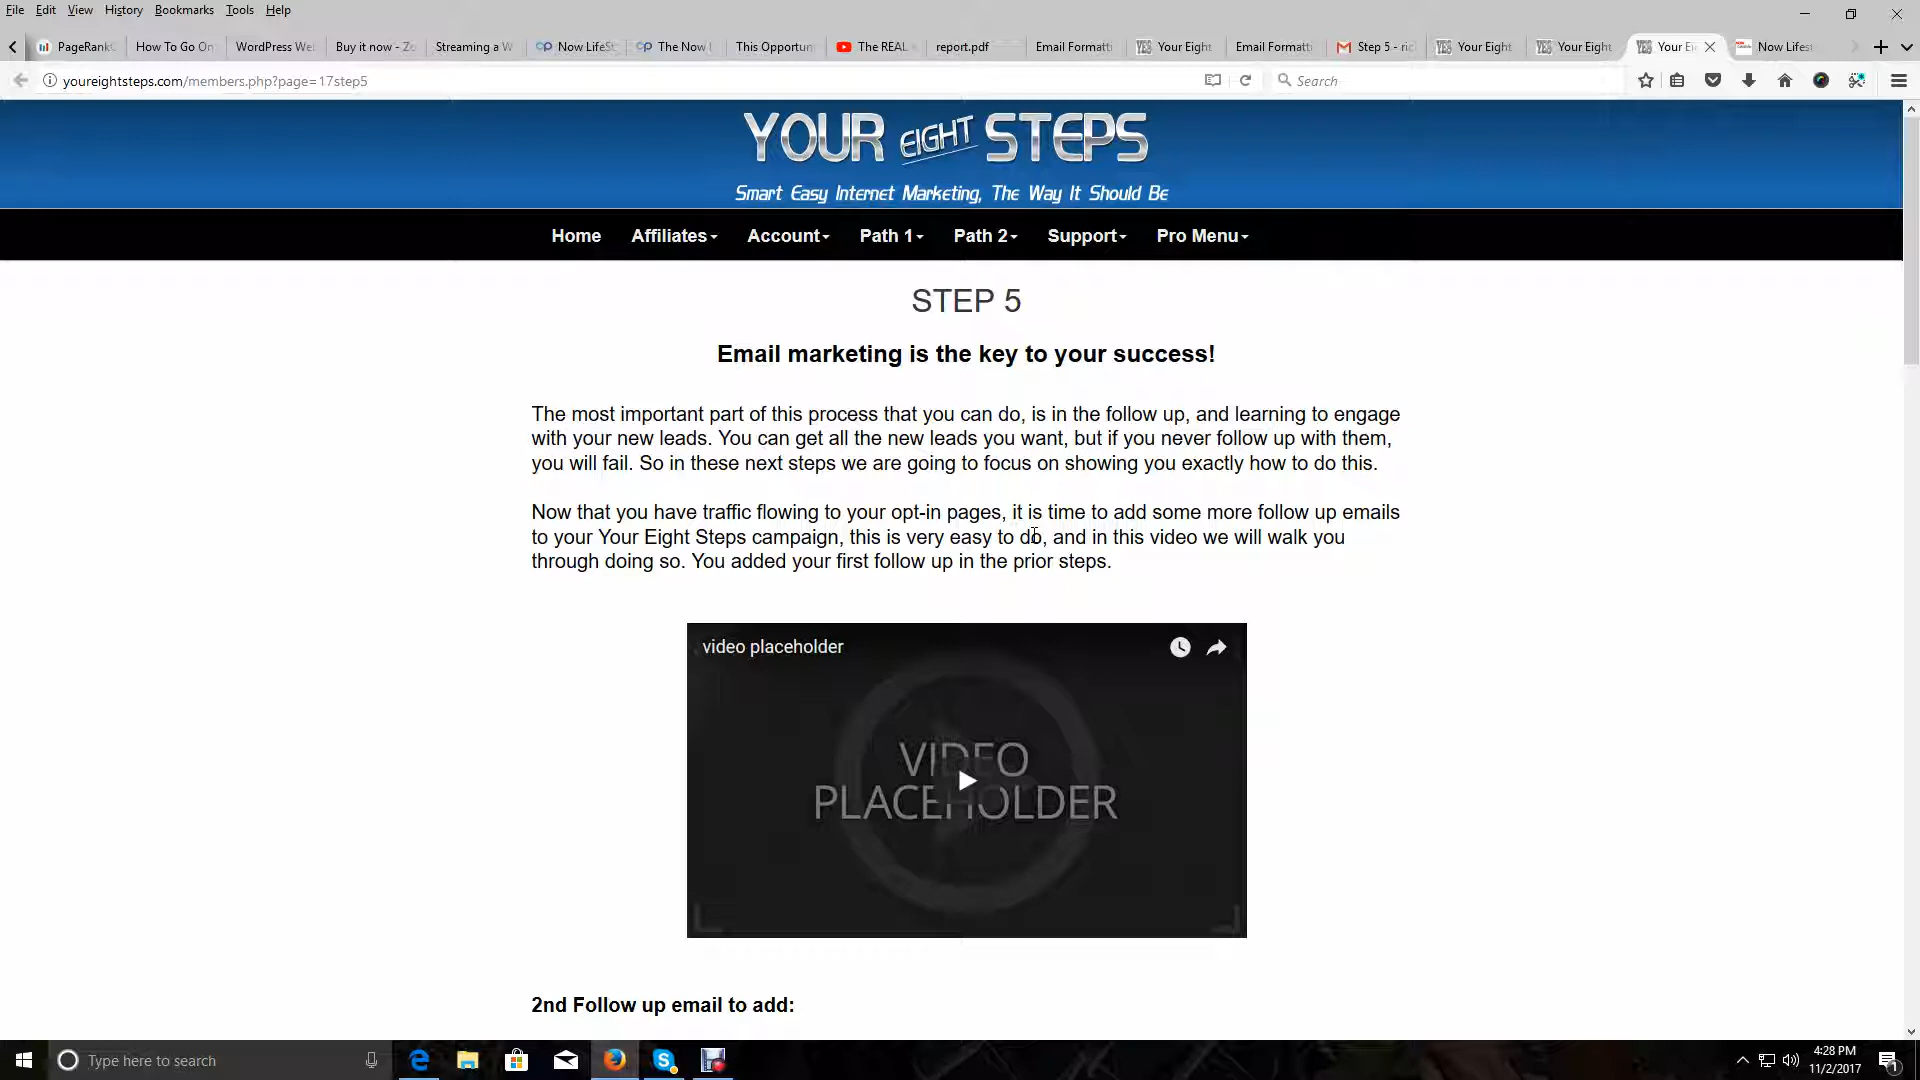 File Edit View History Bookmarks Tools Help
PageRank How To Go On WordPress We Buy it now - Zo Streaming a W Now LifeSt The Now This Opportun The REAL report.pdf Email Formatti Your Eight Email Formatti Step 5 - ric Your Eight Your Eight Your Ei Now Lifest
youreightsteps.com/members.php?page=17step5 Search
YOUR EIGHT STEPS
Smart Easy Internet Marketing, The Way It Should Be
Home Affiliates Account Path 1 Path 2 Support Pro Menu
STEP 5
Email marketing is the key to your success!
The most important part of this process that you can do, is in the follow up, and learning to engage
with your new leads. You can get all the new leads you want, but if you never follow up with them,
you will fail. So in these next steps we are going to focus on showing you exactly how to do this.
Now that you have traffic flowing to your opt-in pages, it is time to add some more follow up emails
to your Your Eight Steps campaign, this is very easy to do, and in this video we will walk you
through doing so. You added your first follow up in the prior steps.
video placeholder
VIDEO
PLACEHOLDER
2nd Follow up email to add:
Type here to search
4:28 PM
11/2/2017
1